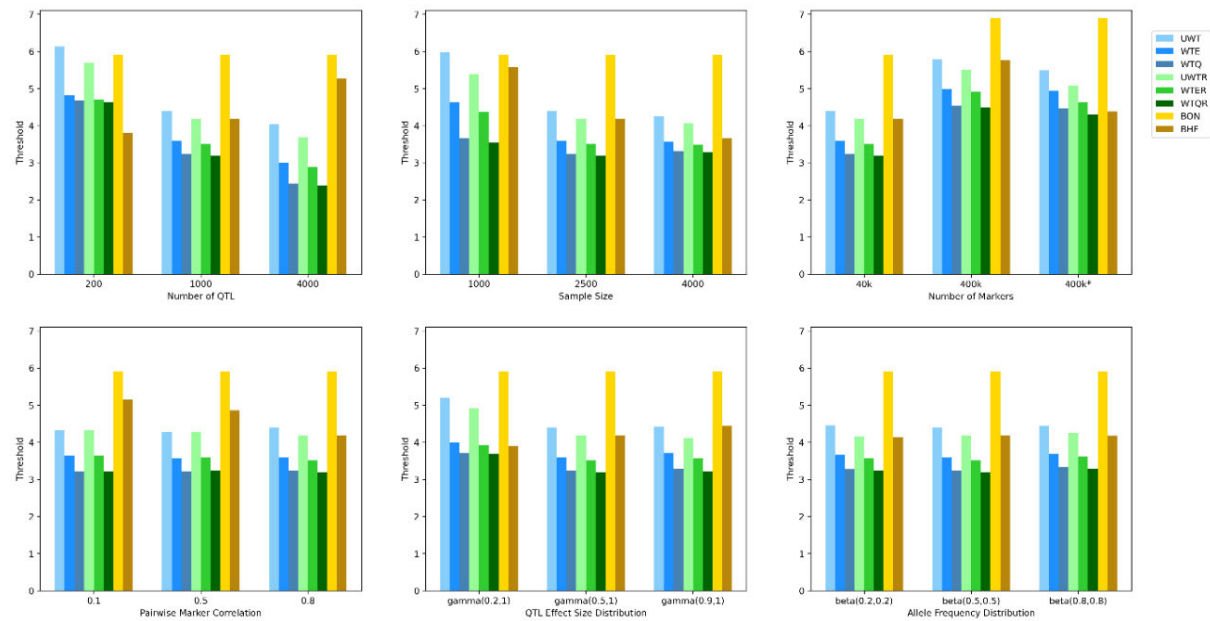 7
6
5
4
3
2
1
0
Threshold
200
1000
4000
Number of QTL
7
6
5
4
3
2
1
0
Threshold
1000
2500
4000
Sample Size
7
6
5
4
3
2
1
0
Threshold
40k
400k
400k*
Number of Markers
UWT
WTE
WTQ
UWTR
WTER
WTQR
BON
BHF
7
6
5
4
3
2
1
0
Threshold
0.1
0.5
0.8
Pairwise Marker Correlation
7
6
5
4
3
2
1
0
Threshold
gamma(0.2,1)
gamma(0.5,1)
gamma(0.9,1)
QTL Effect Size Distribution
7
6
5
4
3
2
1
0
Threshold
beta(0.2,0.2)
beta(0.5,0.5)
beta(0.8,0.8)
Allele Frequency Distribution